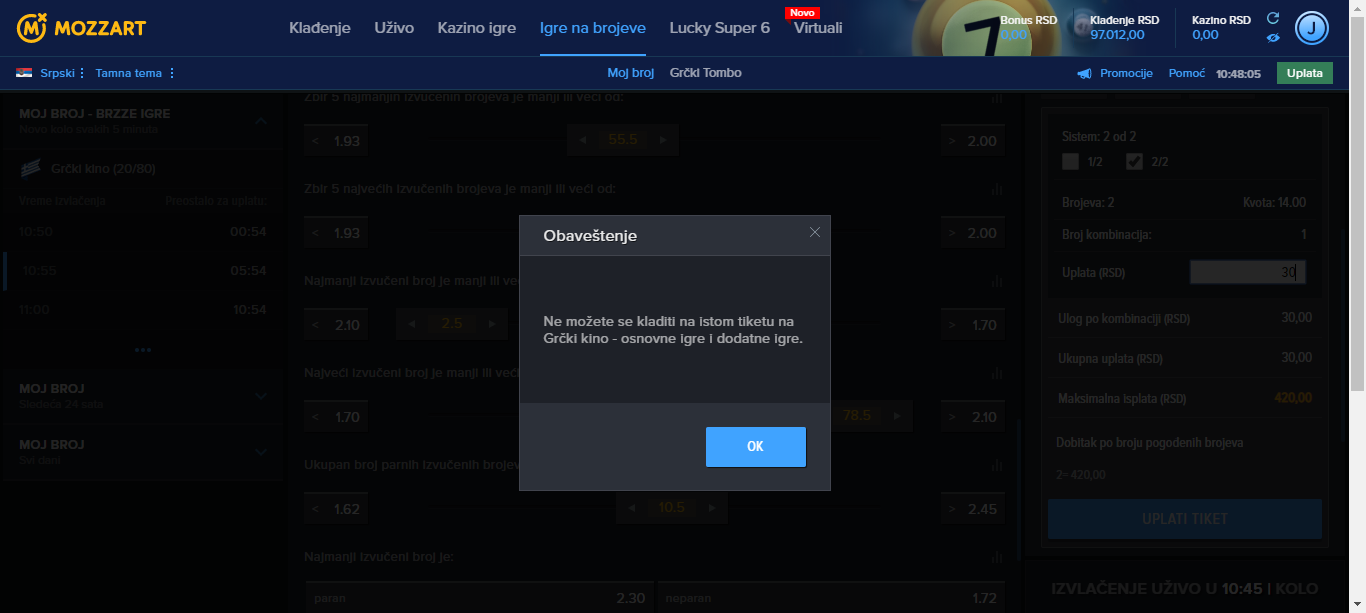 MOZZART
Klađenje
Uživo
Kazino igre
Igre na brojeve
Lucky Super 6
Novo
Virtuali
Bonus RSD
0,00
Klađenje RSD
97.012,00
Kazino RSD
0,00
J
Srpski
Tamna tema
Moj broj
Grčki Tombo
Promocije
Pomoć
10:48:05
Uplata
MOJ BROJ - BRZZE IGRE
Novo kolo svakih 5 minuta
Grčki kino (20/80)
Vreme izvlačenja
Preostalo za uplatu:
10:50
00:54
10:55
05:54
11:00
10:54
MOJ BROJ
Sledeća 24 sata
MOJ BROJ
Svi dani
Zbir 5 najmanjih izvučenih brojeva je manji ili veći od:
< 1.93
55.5
> 2.00
Zbir 5 najvećih izvučenih brojeva je manji ili veći od:
< 1.93
> 2.00
Najmanji izvučeni broj je manji ili ve
< 2.10
2.5
> 1.70
Najveći izvučeni broj je manji ili veći
< 1.70
78.5
> 2.10
Ukupan broj parnih izvučenih brojev
< 1.62
10.5
> 2.45
Najmanji izvučeni broj je:
paran 2.30
neparan 1.72
Obaveštenje
Ne možete se kladiti na istom tiketu na
Grčki kino - osnovne igre i dodatne igre.
OK
Sistem: 2 od 2
1/2
2/2
Brojeva: 2
Kvota: 14.00
Broj kombinacija:
1
Uplata (RSD)
30
Ulog po kombinaciji (RSD)
30,00
Ukupna uplata (RSD)
30,00
Maksimalna isplata (RSD)
420,00
Dobitak po broju pogođenih brojeva
2= 420,00
UPLATI TIKET
IZVLAČENJE UŽIVO U 10:45 | KOLO